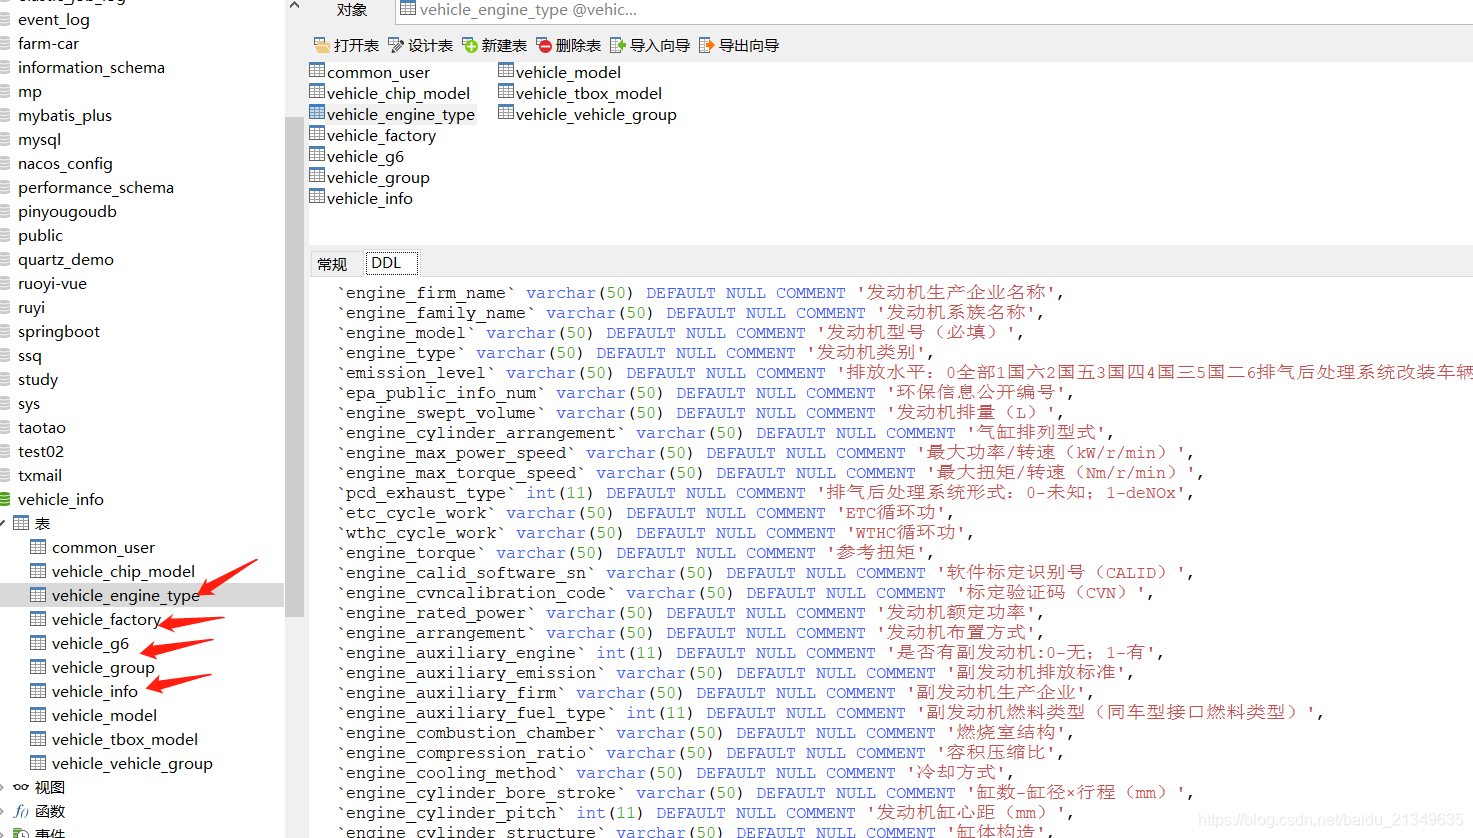 elastic_job_log
event_log
farm-car
information_schema
mp
mybatis_plus
mysql
nacos_config
performance_schema
pinyougoudb
public
quartz_demo
ruoyi-vue
ruyi
springboot
ssq
study
sys
taotao
test02
txmail
vehicle_info
表
common_user
vehicle_chip_model
vehicle_engine_type
vehicle_factory
vehicle_g6
vehicle_group
vehicle_info
vehicle_model
vehicle_tbox_model
vehicle_vehicle_group
视图
f() 函数
事件
对象 vehicle_engine_type @vehic...
打开表 设计表 新建表 删除表 导入向导 导出向导
common_user vehicle_model
vehicle_chip_model vehicle_tbox_model
vehicle_engine_type vehicle_vehicle_group
vehicle_factory
vehicle_g6
vehicle_group
vehicle_info
常规 DDL
`engine_firm_name` varchar(50) DEFAULT NULL COMMENT '发动机生产企业名称',
`engine_family_name` varchar(50) DEFAULT NULL COMMENT '发动机系族名称',
`engine_model` varchar(50) DEFAULT NULL COMMENT '发动机型号（必填）',
`engine_type` varchar(50) DEFAULT NULL COMMENT '发动机类别',
`emission_level` varchar(50) DEFAULT NULL COMMENT '排放水平：0全部1国六2国五3国四4国三5国二6排气后处理系统改装车辆
`epa_public_info_num` varchar(50) DEFAULT NULL COMMENT '环保信息公开编号',
`engine_swept_volume` varchar(50) DEFAULT NULL COMMENT '发动机排量（L）',
`engine_cylinder_arrangement` varchar(50) DEFAULT NULL COMMENT '气缸排列型式',
`engine_max_power_speed` varchar(50) DEFAULT NULL COMMENT '最大功率/转速（kW/r/min）',
`engine_max_torque_speed` varchar(50) DEFAULT NULL COMMENT '最大扭矩/转速（Nm/r/min）',
`pcd_exhaust_type` int(11) DEFAULT NULL COMMENT '排气后处理系统形式：0-未知；1-deNOx',
`etc_cycle_work` varchar(50) DEFAULT NULL COMMENT 'ETC循环功',
`wthc_cycle_work` varchar(50) DEFAULT NULL COMMENT 'WTHC循环功',
`engine_torque` varchar(50) DEFAULT NULL COMMENT '参考扭矩',
`engine_calid_software_sn` varchar(50) DEFAULT NULL COMMENT '软件标定识别号（CALID）',
`engine_cvncalibration_code` varchar(50) DEFAULT NULL COMMENT '标定验证码（CVN）',
`engine_rated_power` varchar(50) DEFAULT NULL COMMENT '发动机额定功率',
`engine_arrangement` varchar(50) DEFAULT NULL COMMENT '发动机布置方式',
`engine_auxiliary_engine` int(11) DEFAULT NULL COMMENT '是否有副发动机:0-无；1-有',
`engine_auxiliary_emission` varchar(50) DEFAULT NULL COMMENT '副发动机排放标准',
`engine_auxiliary_firm` varchar(50) DEFAULT NULL COMMENT '副发动机生产企业',
`engine_auxiliary_fuel_type` int(11) DEFAULT NULL COMMENT '副发动机燃料类型（同车型接口燃料类型）',
`engine_combustion_chamber` varchar(50) DEFAULT NULL COMMENT '燃烧室结构',
`engine_compression_ratio` varchar(50) DEFAULT NULL COMMENT '容积压缩比',
`engine_cooling_method` varchar(50) DEFAULT NULL COMMENT '冷却方式',
`engine_cylinder_bore_stroke` varchar(50) DEFAULT NULL COMMENT '缸数-缸径×行程（mm）',
`engine_cylinder_pitch` int(11) DEFAULT NULL COMMENT '发动机缸心距（mm）',
`engine_cylinder_structure` varchar(50) DEFAULT NULL COMMENT '缸体构造',
https://blog.csdn.net/baidu_21349635